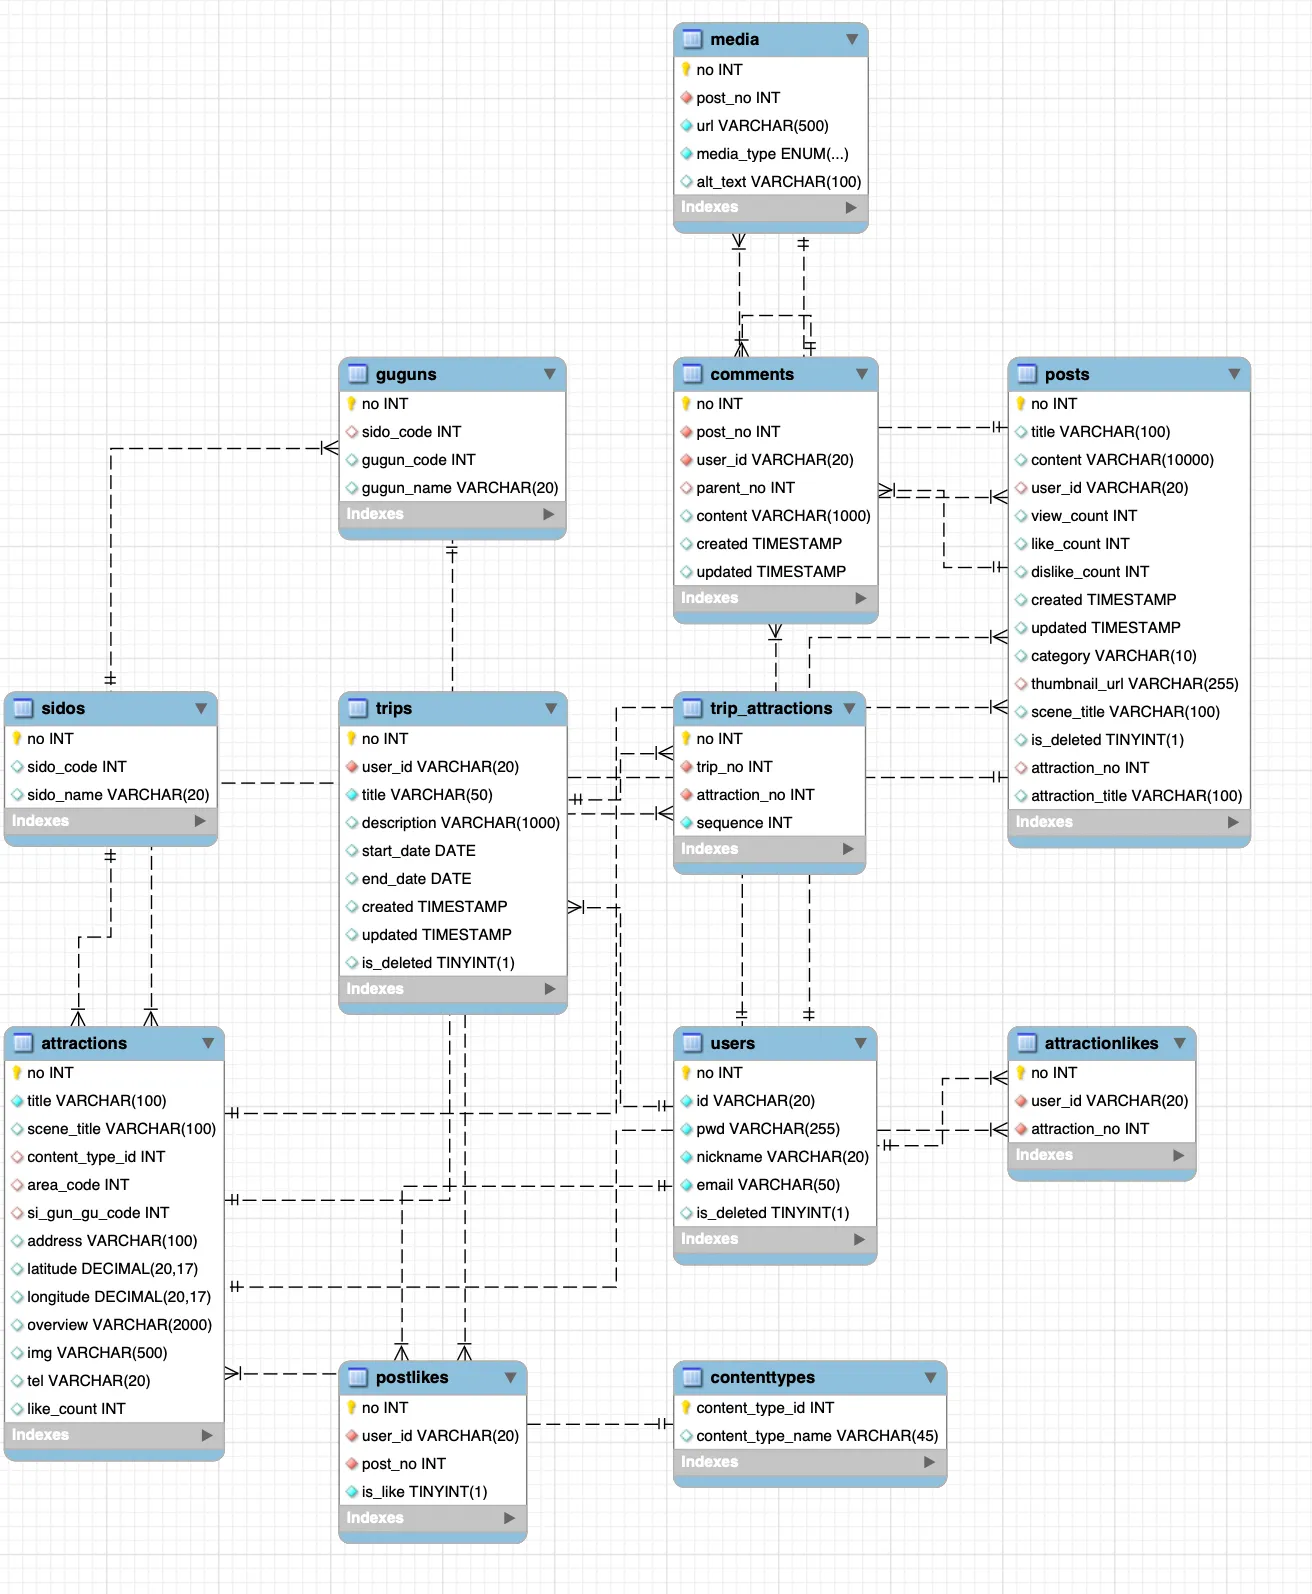 media
no INT
post_no INT
url VARCHAR(500)
media_type ENUM(...)
alt_text VARCHAR(100)
Indexes
guguns
no INT
sido_code INT
gugun_code INT
gugun_name VARCHAR(20)
Indexes
comments
no INT
post_no INT
user_id VARCHAR(20)
parent_no INT
content VARCHAR(1000)
created TIMESTAMP
updated TIMESTAMP
Indexes
posts
no INT
title VARCHAR(100)
content VARCHAR(10000)
user_id VARCHAR(20)
view_count INT
like_count INT
dislike_count INT
created TIMESTAMP
updated TIMESTAMP
category VARCHAR(10)
thumbnail_url VARCHAR(255)
scene_title VARCHAR(100)
is_deleted TINYINT(1)
attraction_no INT
attraction_title VARCHAR(100)
Indexes
sidos
no INT
sido_code INT
sido_name VARCHAR(20)
Indexes
trips
no INT
user_id VARCHAR(20)
title VARCHAR(50)
description VARCHAR(1000)
start_date DATE
end_date DATE
created TIMESTAMP
updated TIMESTAMP
is_deleted TINYINT(1)
Indexes
trip_attractions
no INT
trip_no INT
attraction_no INT
sequence INT
Indexes
attractions
no INT
title VARCHAR(100)
scene_title VARCHAR(100)
content_type_id INT
area_code INT
si_gun_gu_code INT
address VARCHAR(100)
latitude DECIMAL(20,17)
longitude DECIMAL(20,17)
overview VARCHAR(2000)
img VARCHAR(500)
tel VARCHAR(20)
like_count INT
Indexes
users
no INT
id VARCHAR(20)
pwd VARCHAR(255)
nickname VARCHAR(20)
email VARCHAR(50)
is_deleted TINYINT(1)
Indexes
attractionlikes
no INT
user_id VARCHAR(20)
attraction_no INT
Indexes
postlikes
no INT
user_id VARCHAR(20)
post_no INT
is_like TINYINT(1)
Indexes
contenttypes
content_type_id INT
content_type_name VARCHAR(45)
Indexes